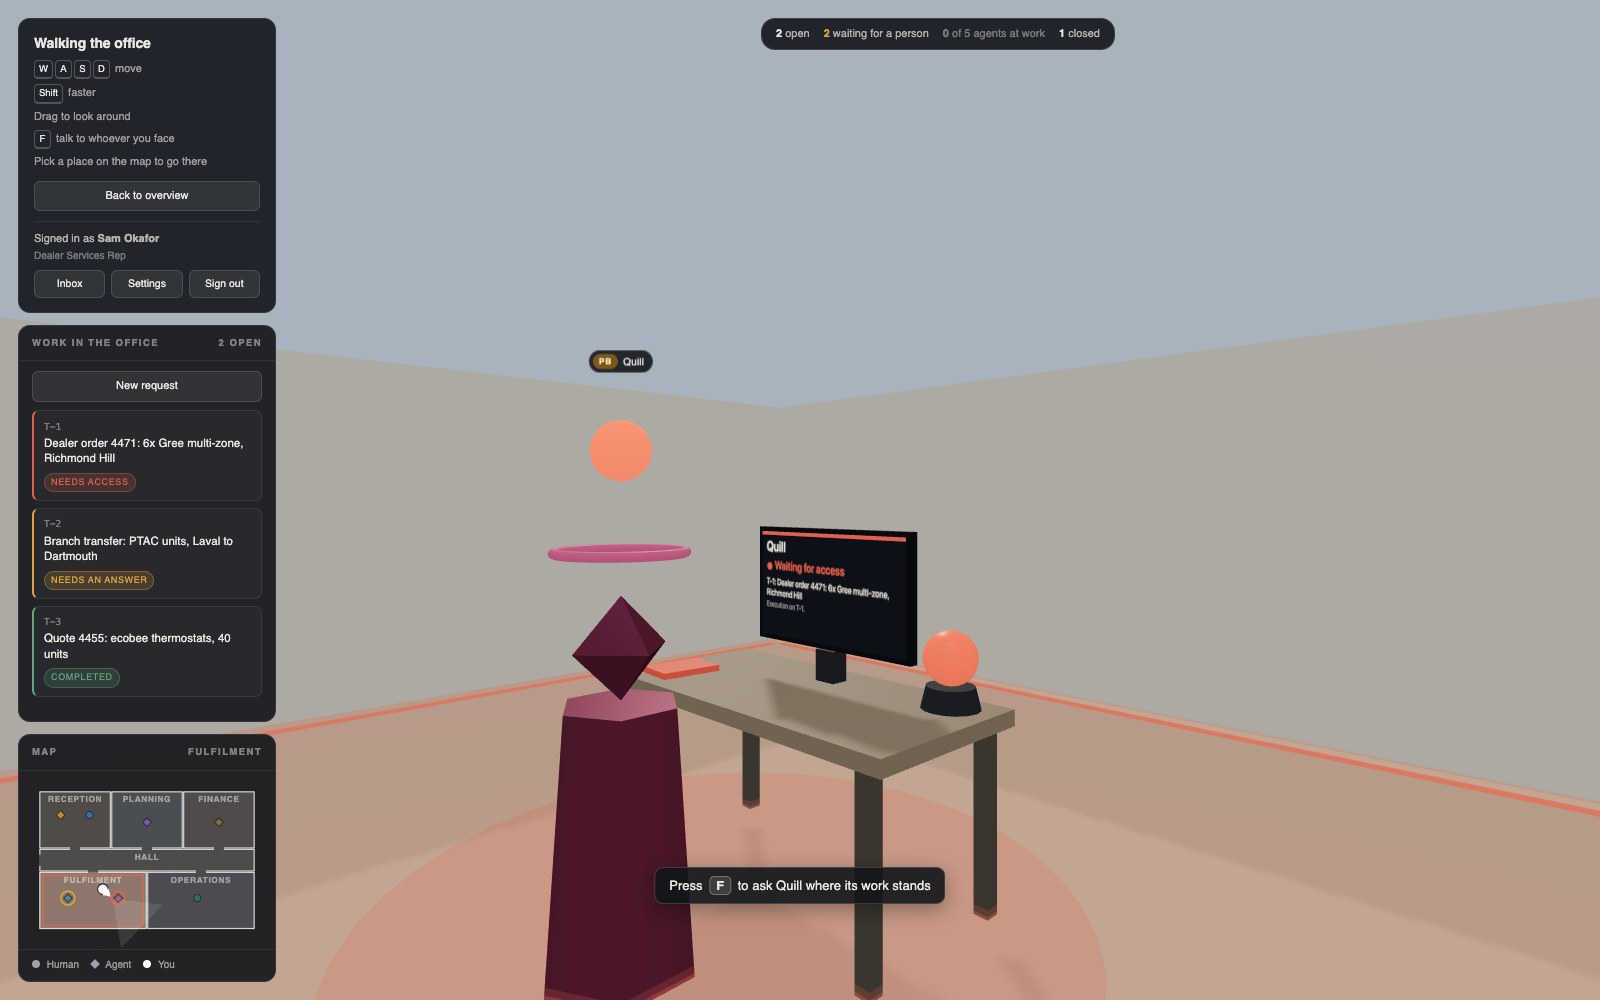 Walking the office
W A S D move
Shift faster
Drag to look around
F talk to whoever you face
Pick a place on the map to go there
Back to overview
Signed in as Sam Okafor
Dealer Services Rep
Inbox Settings Sign out
WORK IN THE OFFICE 2 OPEN
New request
T-1
Dealer order 4471: 6x Gree multi-zone,
Richmond Hill
NEEDS ACCESS
T-2
Branch transfer: PTAC units, Laval to
Dartmouth
NEEDS AN ANSWER
T-3
Quote 4455: ecobee thermostats, 40
units
COMPLETED
MAP FULFILMENT
RECEPTION PLANNING FINANCE
HALL
FULFILMENT OPERATIONS
Human Agent You
2 open 2 waiting for a person 0 of 5 agents at work 1 closed
PB Quill
Quill
Waiting for access
T-1: Dealer order 4471: 6x Gree multi-zone,
Richmond Hill
Execution on T-1.
Press F to ask Quill where its work stands